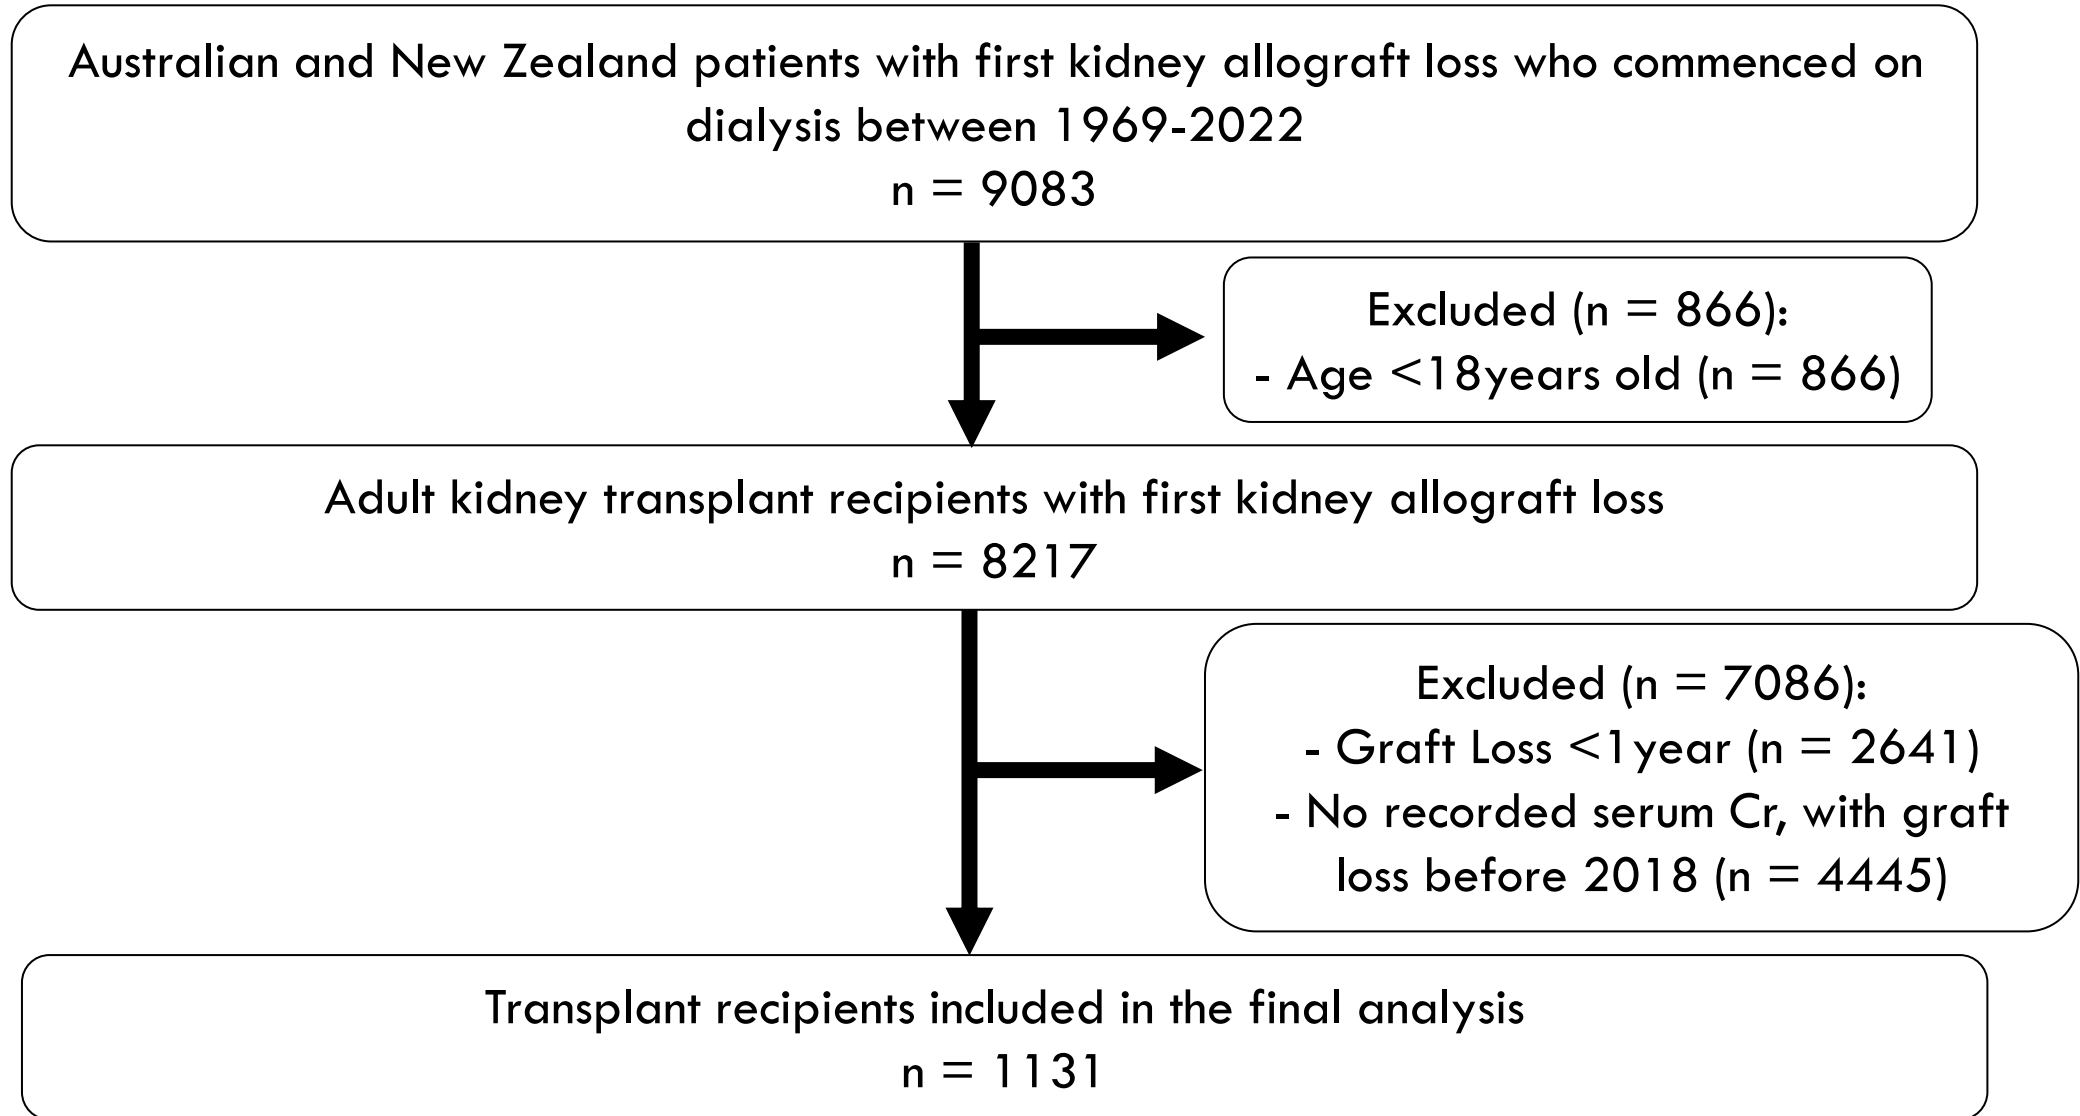 Australian and New Zealand patients with first kidney allograft loss who commenced on
dialysis between 1969-2022
n = 9083
Excluded (n = 866):
- Age <18years old (n = 866)
Adult kidney transplant recipients with first kidney allograft loss
n = 8217
Excluded (n = 7086):
- Graft Loss <1year (n = 2641)
- No recorded serum Cr, with graft
loss before 2018 (n = 4445)
Transplant recipients included in the final analysis
n = 1131